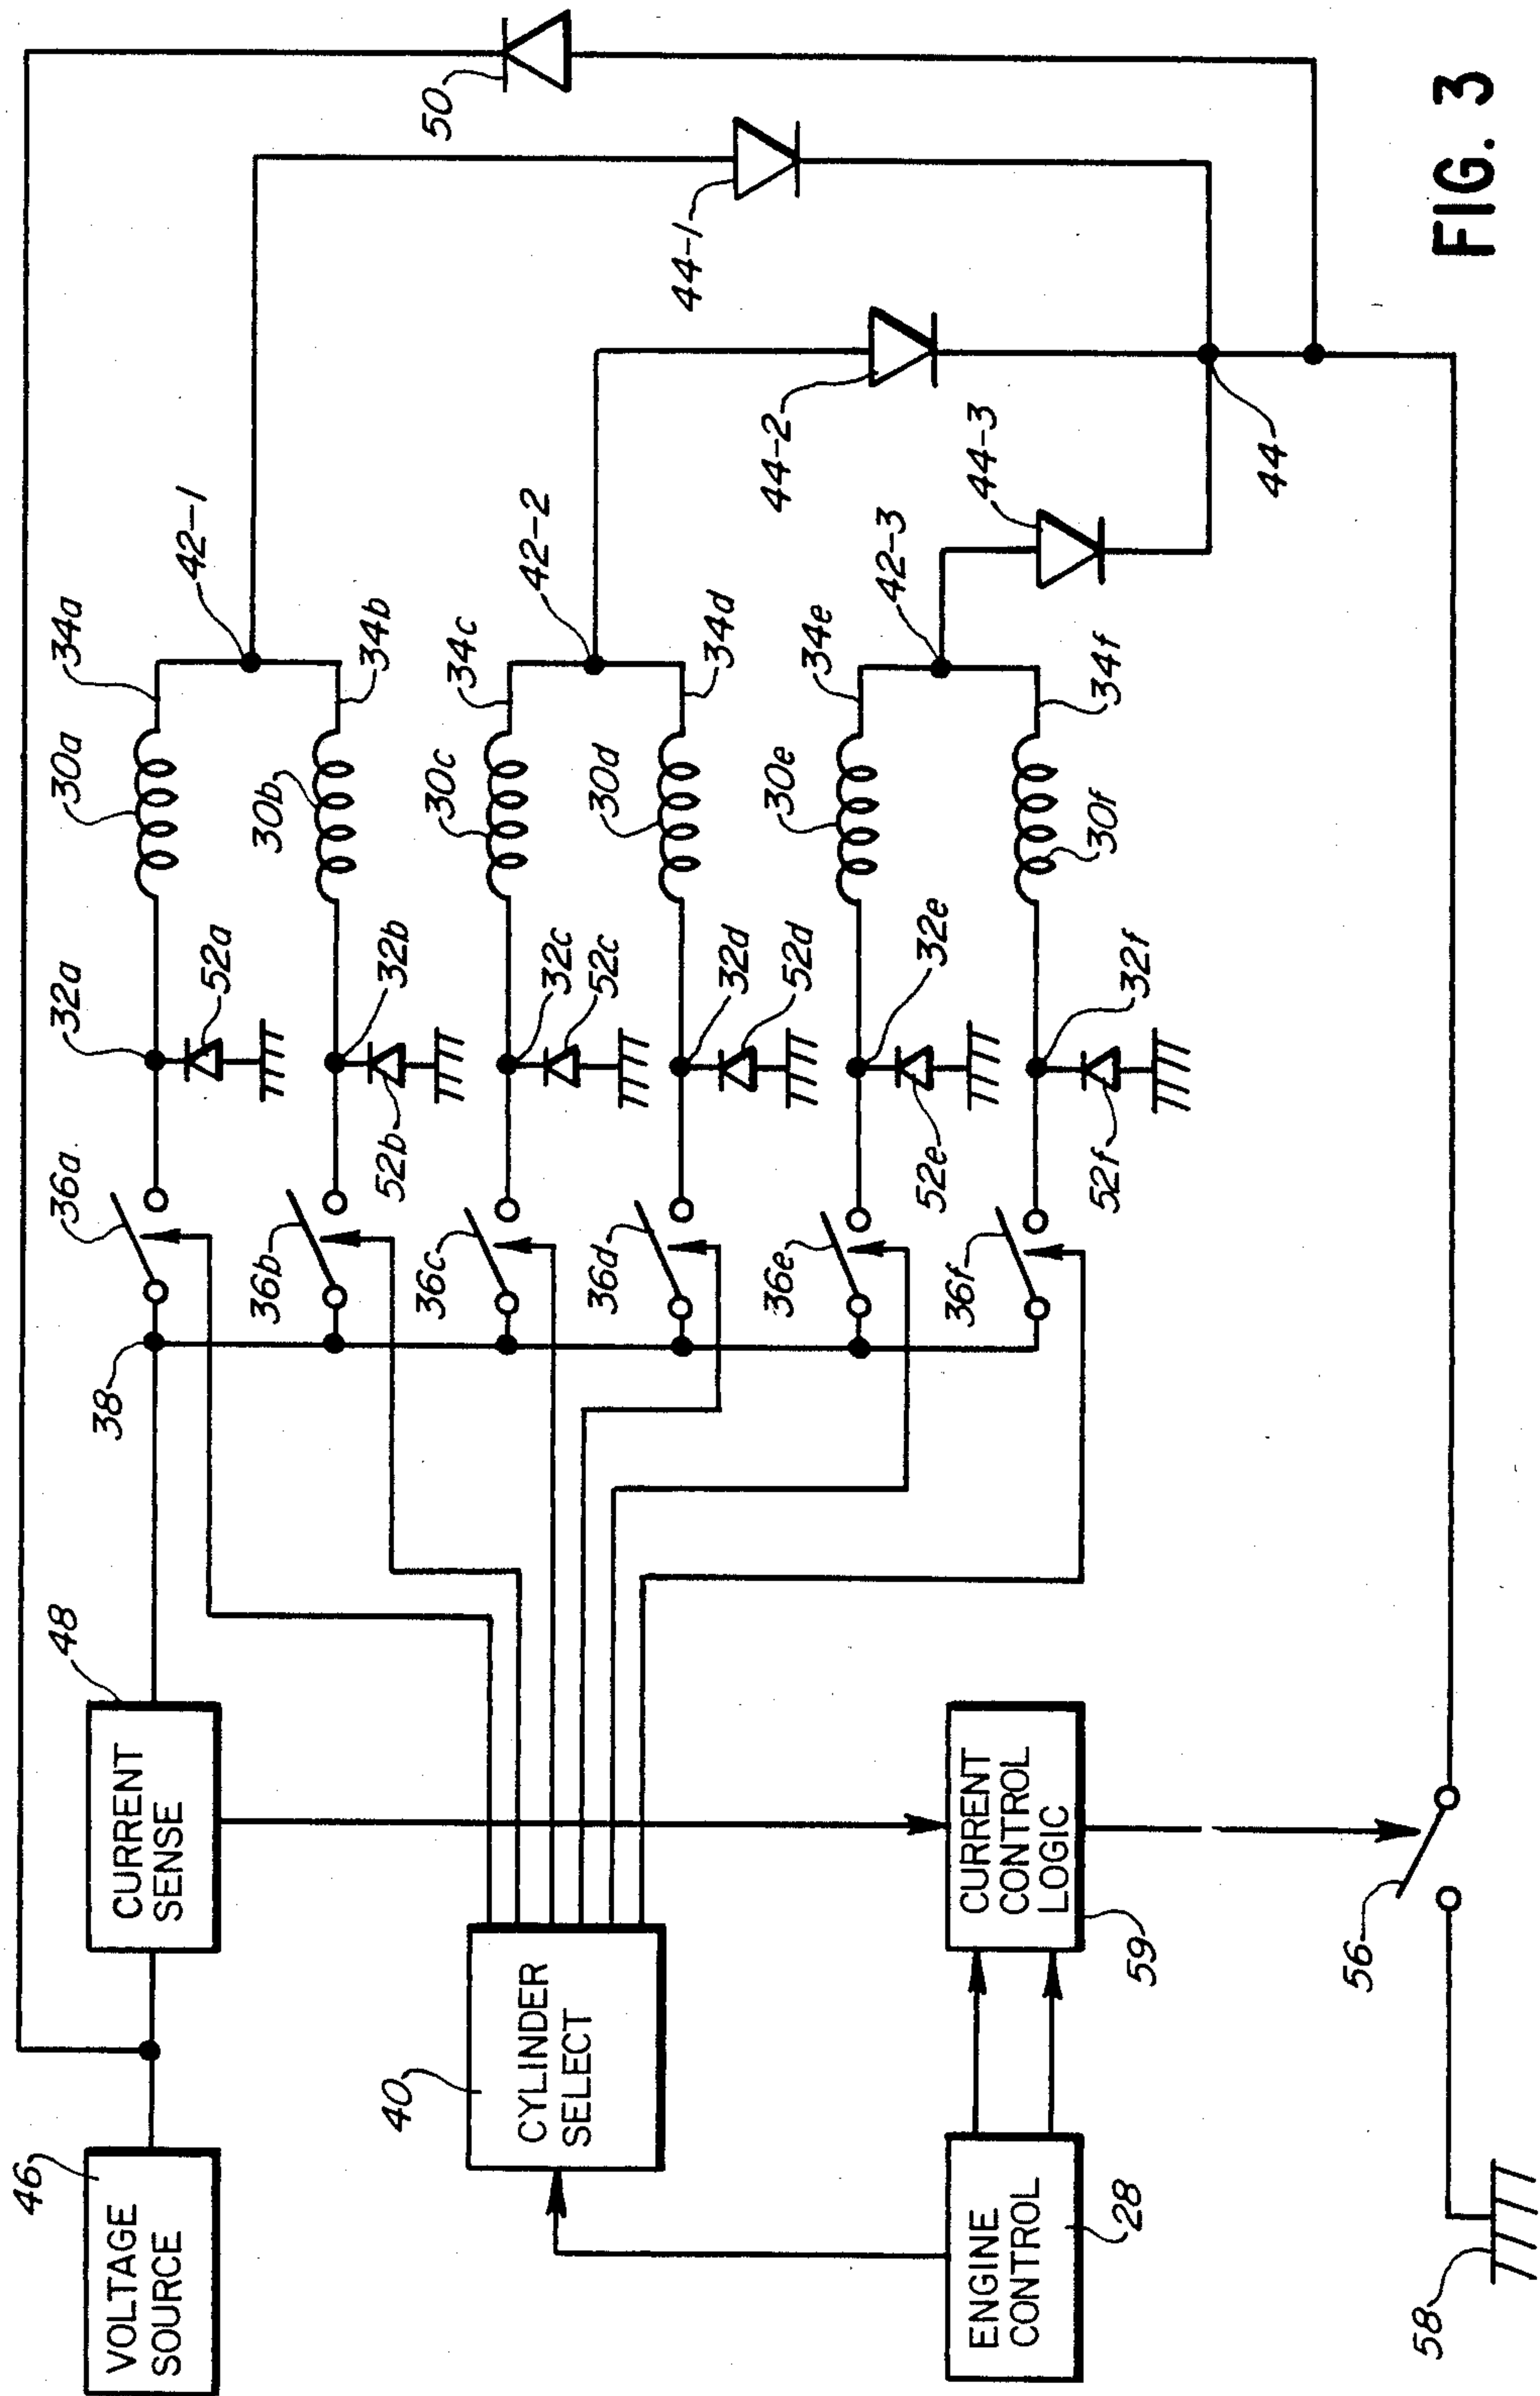 46
VOLTAGE
SOURCE
CURRENT
SENSE
48
38
36a
32a
52a
30a
34a
42-1
50
36b
52b
32b
30b
34b
44-1
40
CYLINDER
SELECT
36c
32c
52c
30c
34c
42-2
44-2
36d
32d
52d
30d
34d
36e
52e
32e
30e
34e
42-3
44-3
36f
52f
32f
30f
34f
44
ENGINE
CONTROL
28
CURRENT
CONTROL
LOGIC
59
56
58
FIG. 3